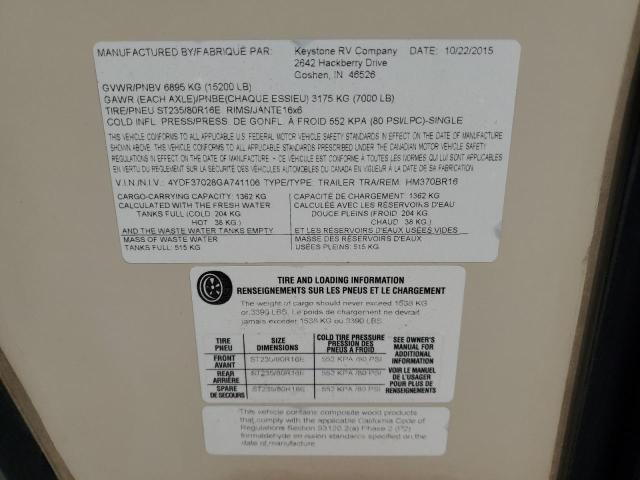 MANUFACTURED BY/FABRIQUÉ PAR: Keystone RV Company DATE: 10/22/2015
2642 Hackberry Drive
Goshen, IN 46526
GVWR/PNBV 6895 KG (15200 LB)
GAWR (EACH AXLE)/PNBE(CHAQUE ESSIEU) 3175 KG (7000 LB)
TIRE/PNEU ST235/80R16E RIMS/JANTE16x6
COLD INFL. PRESS/PRESS. DE GONFL. À FROID 552 KPA (80 PSI/LPC)-SINGLE
THIS VEHICLE CONFORMS TO ALL APPLICABLE U.S. FEDERAL MOTOR VEHICLE SAFETY STANDARDS IN EFFECT ON THE DATE OF MANUFACTURE
SHOWN ABOVE. THIS VEHICLE CONFORMS TO ALL APPLICABLE STANDARDS PRESCRIBED UNDER THE CANADIAN MOTOR VEHICLE SAFETY
REGULATIONS IN EFFECT ON THE DATE OF MANUFACTURE - CE VÉHICULE EST CONFORME À TOUTES LES NORMES QUI LUI SONT APPLICABLES
EN VERTU DU RÈGLEMENT SUR LA SÉCURITÉ DES VÉHICULES AUTOMOBILES DU CANADA EN VIGUEUR À LA DATE DE SA FABRICATION
V.I.N./N.I.V.: 4YDF37028GA741106 TYPE/TYPE: TRAILER TRA/REM. HM370BR16
CARGO-CARRYING CAPACITY: 1362 KG CAPACITÉ DE CHARGEMENT: 1362 KG
CALCULATED WITH THE FRESH WATER CALCULÉE AVEC LES RÉSERVOIRS D'EAU
TANKS FULL (COLD: 204 KG DOUCE PLEINS (FROID: 204 KG
HOT: 38 KG) CHAUD: 38 KG)
AND THE WASTE WATER TANKS EMPTY ET LES RÉSERVOIRS D'EAUX USÉES VIDES
MASS OF WASTE WATER MASSE DES RÉSERVOIRS D'EAUX
TANKS FULL: 515 KG USÉES PLEINS: 515 KG
TIRE AND LOADING INFORMATION
RENSEIGNEMENTS SUR LES PNEUS ET LE CHARGEMENT
The weight of cargo should never exceed 1538 KG
or 3390 LBS. Le poids de chargement ne devrait
jamais exceder 1538 KG ou 3390 LBS.
TIRE PNEU SIZE DIMENSIONS COLD TIRE PRESSURE PRESSION DES PNEUS A FROID SEE OWNER'S MANUAL FOR ADDITIONAL INFORMATION
FRONT AVANT ST235/80R16E 552 KPA /80 PSI
REAR ARRIÈRE ST235/80R16E 552 KPA /80 PSI VOIR LE MANUEL DE L'USAGER POUR PLUS DE RENSEIGNEMENTS
SPARE DE SECOURS ST235/80R16E 552 KPA /80 PSI
This vehicle contains composite wood products
that comply with the applicable California Code of
Regulations Section 93120.2(a) Phase 2 (P2)
formaldehyde emission standards specified on the
date of manufacture.